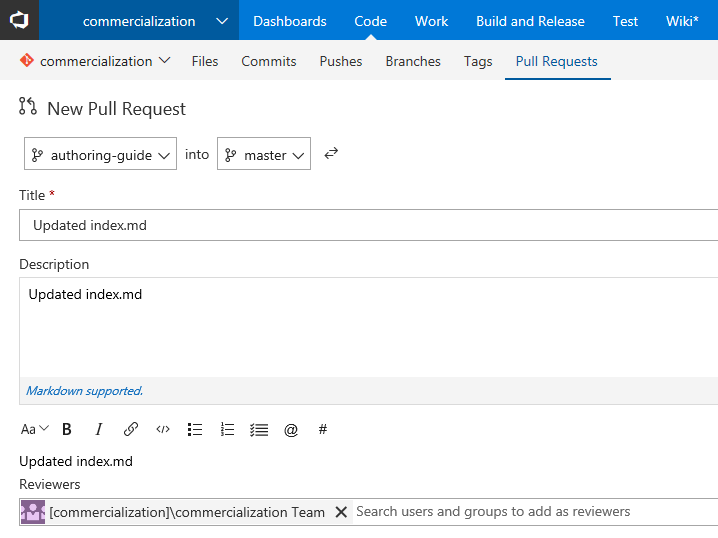 commercialization Dashboards Code Work Build and Release Test Wiki*
commercialization Files Commits Pushes Branches Tags Pull Requests
New Pull Request
authoring-guide into master
Title *
Updated index.md
Description
Updated index.md
Markdown supported.
Aa B I </> @ #
Updated index.md
Reviewers
[commercialization]\commercialization Team Search users and groups to add as reviewers